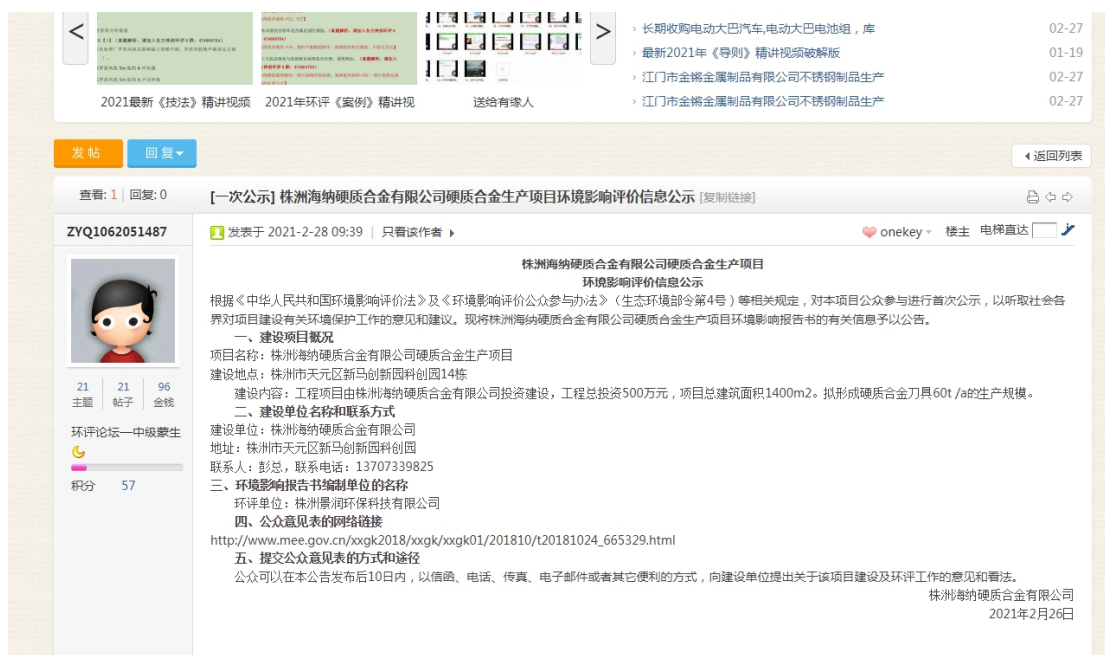 <
>
2021最新《技法》精讲视频
2021年环评《案例》精讲视
送给有缘人
长期收购电动大巴汽车,电动大巴电池组，库 02-27
最新2021年《导则》精讲视频破解版 01-19
江门市金锵金属制品有限公司不锈钢制品生产 02-27
江门市金锵金属制品有限公司不锈钢制品生产 02-27
发帖 回复 返回列表
查看: 1 | 回复: 0
[一次公示] 株洲海纳硬质合金有限公司硬质合金生产项目环境影响评价信息公示 [复制链接]
ZYQ1062051487
发表于 2021-2-28 09:39 | 只看该作者
onekey 楼主 电梯直达
21 21 96
主题 帖子 金钱
环评论坛—中级蒙生
积分 57
株洲海纳硬质合金有限公司硬质合金生产项目
环境影响评价信息公示
根据《中华人民共和国环境影响评价法》及《环境影响评价公众参与办法》（生态环境部令第4号）等相关规定，对本项目公众参与进行首次公示，以听取社会各
界对项目建设有关环境保护工作的意见和建议。现将株洲海纳硬质合金有限公司硬质合金生产项目环境影响报告书的有关信息予以公告。
一、建设项目概况
项目名称：株洲海纳硬质合金有限公司硬质合金生产项目
建设地点：株洲市天元区新马创新园科创园14栋
建设内容：工程项目由株洲海纳硬质合金有限公司投资建设，工程总投资500万元，项目总建筑面积1400m2。拟形成硬质合金刀具60t /a的生产规模。
二、建设单位名称和联系方式
建设单位：株洲海纳硬质合金有限公司
地址：株洲市天元区新马创新园科创园
联系人：彭总，联系电话：13707339825
三、环境影响报告书编制单位的名称
环评单位：株洲景润环保科技有限公司
四、公众意见表的网络链接
http://www.mee.gov.cn/xxgk2018/xxgk/xxgk01/201810/t20181024_665329.html
五、提交公众意见表的方式和途径
公众可以在本公告发布后10日内，以信函、电话、传真、电子邮件或者其它便利的方式，向建设单位提出关于该项目建设及环评工作的意见和看法。
株洲海纳硬质合金有限公司
2021年2月26日